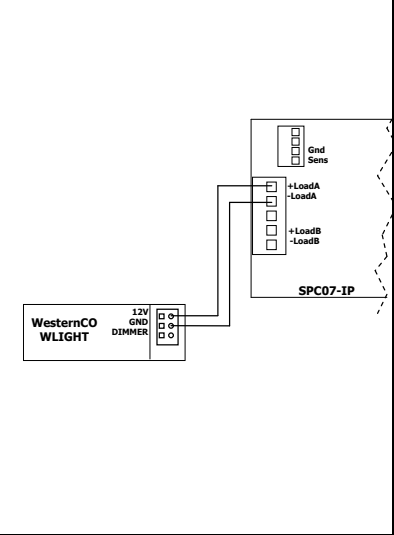 Gnd
Sens
+LoadA
-LoadA
+LoadB
-LoadB
SPC07-IP
WesternCO
WLIGHT
12V
GND
DIMMER